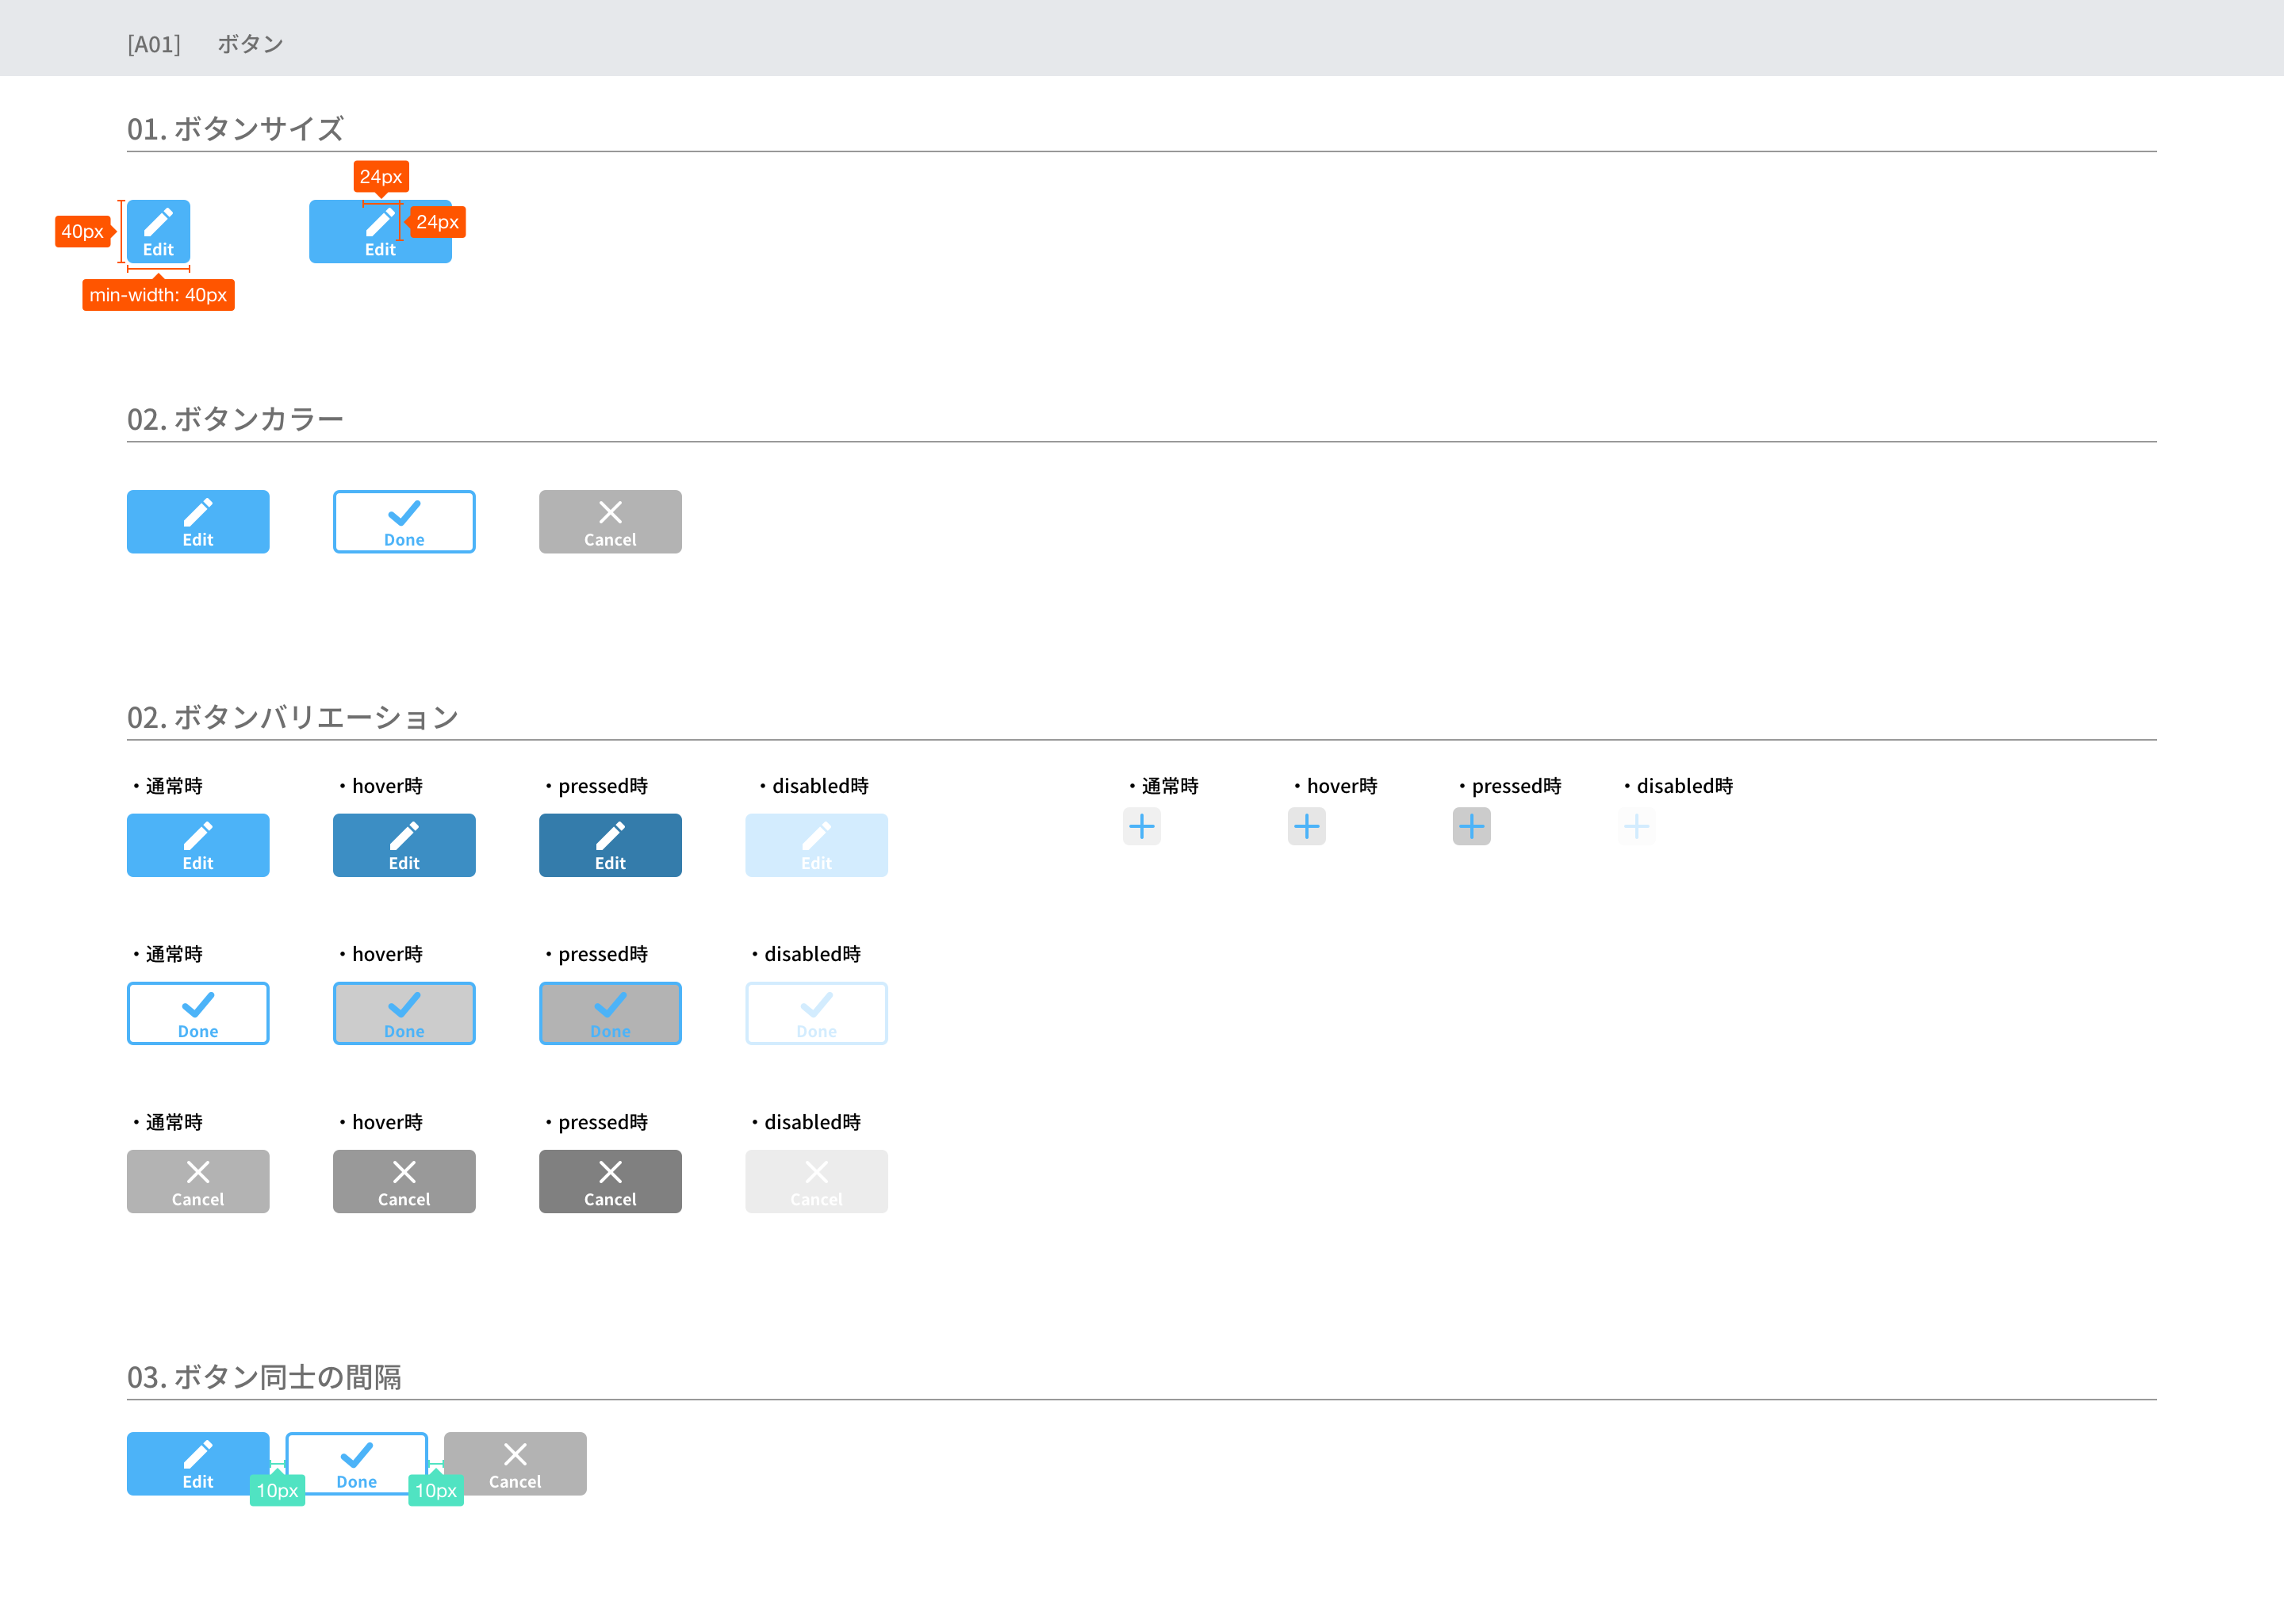 [A01] ボタン
01. ボタンサイズ
24px
40px
Edit
24px
Edit
min-width: 40px
02. ボタンカラー
Edit
Done
Cancel
02. ボタンバリエーション
・通常時
・hover時
・pressed時
・disabled時
・通常時
・hover時
・pressed時
・disabled時
Edit
Edit
Edit
Edit
・通常時
・hover時
・pressed時
・disabled時
Done
Done
Done
Done
・通常時
・hover時
・pressed時
・disabled時
Cancel
Cancel
Cancel
Cancel
03. ボタン同士の間隔
Edit
10px
Done
10px
Cancel